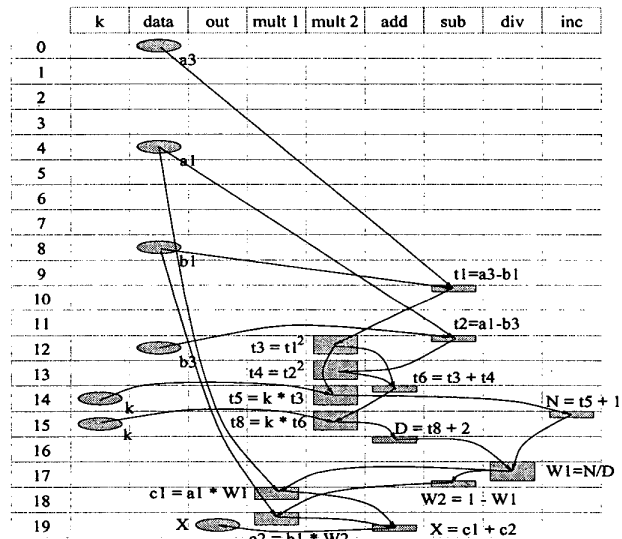 k data out mult 1 mult 2 add sub div inc
0
a3
1
2
3
4
a1
5
6
7
8
b1
9
t1=a3-b1
10
11
t2=a1-b3
12
b3
t3 = t1²
13
t4 = t2²
t6 = t3 + t4
14
k
t5 = k * t3
N = t5 + 1
15
k
t8 = k * t6
D = t8 + 2
16
17
W1=N/D
18
c1 = a1 * W1
W2 = 1 - W1
19
X
X = c1 + c2
c2 = b1 * W2